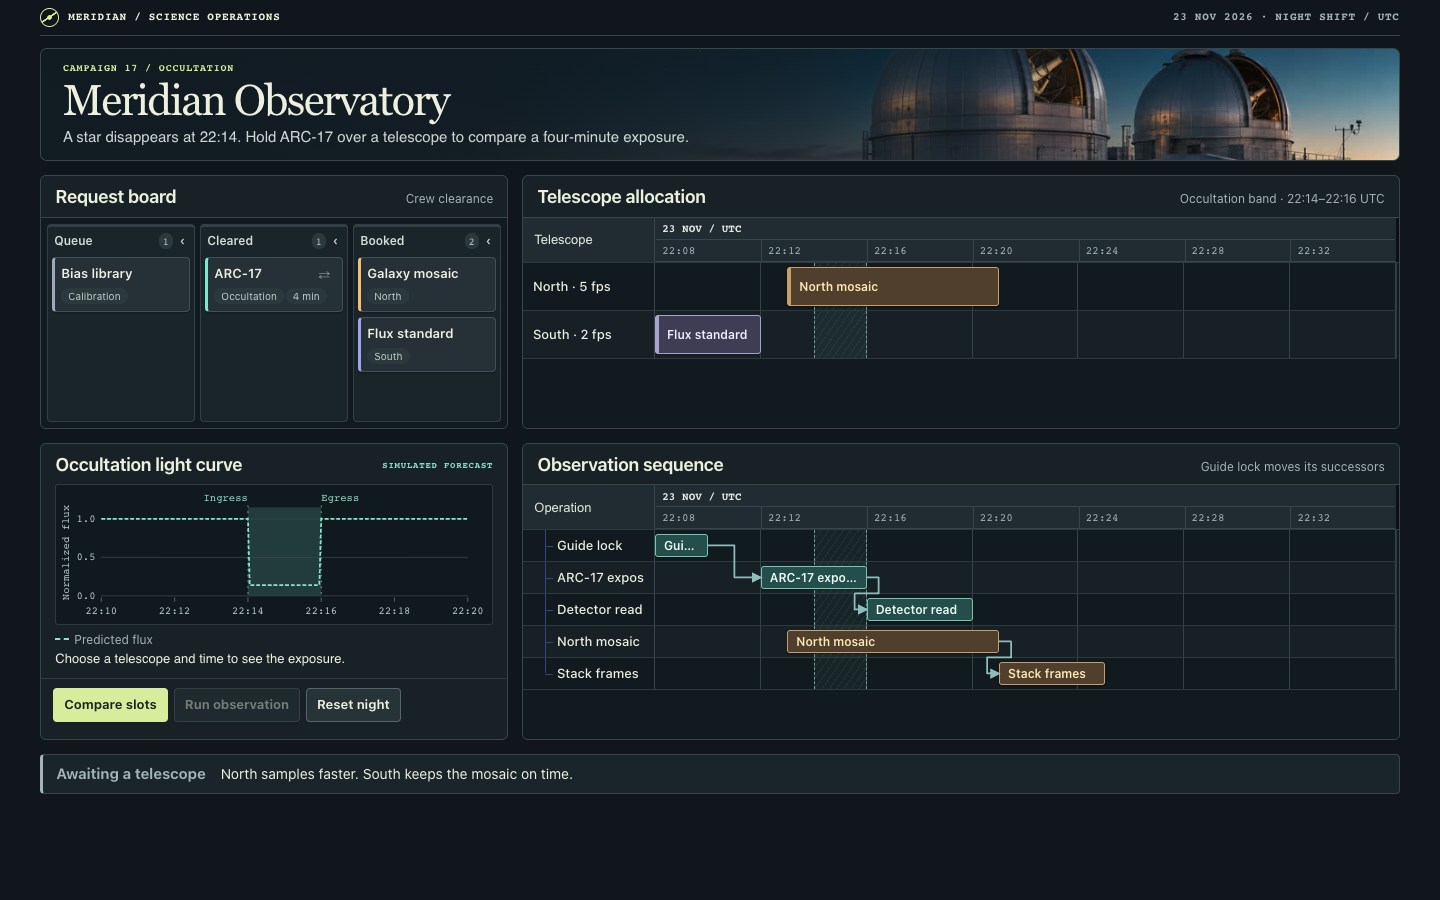 MERIDIAN / SCIENCE OPERATIONS
23 NOV 2026 · NIGHT SHIFT / UTC
CAMPAIGN 17 / OCCULTATION
Meridian Observatory
A star disappears at 22:14. Hold ARC-17 over a telescope to compare a four-minute exposure.
Request board
Crew clearance
Queue 1 ‹
Bias library
Calibration
Cleared 1 ‹
ARC-17
Occultation 4 min
Booked 2 ‹
Galaxy mosaic
North
Flux standard
South
Telescope allocation
Occultation band · 22:14–22:16 UTC
Telescope
23 NOV / UTC
22:08 22:12 22:16 22:20 22:24 22:28 22:32
North · 5 fps
North mosaic
South · 2 fps
Flux standard
Occultation light curve
SIMULATED FORECAST
Ingress Egress
Normalized flux
1.0
0.5
0.0
22:10 22:12 22:14 22:16 22:18 22:20
Predicted flux
Choose a telescope and time to see the exposure.
Compare slots
Run observation
Reset night
Observation sequence
Guide lock moves its successors
Operation
23 NOV / UTC
22:08 22:12 22:16 22:20 22:24 22:28 22:32
Guide lock
Gui...
ARC-17 expos
ARC-17 expo...
Detector read
Detector read
North mosaic
North mosaic
Stack frames
Stack frames
Awaiting a telescope
North samples faster. South keeps the mosaic on time.